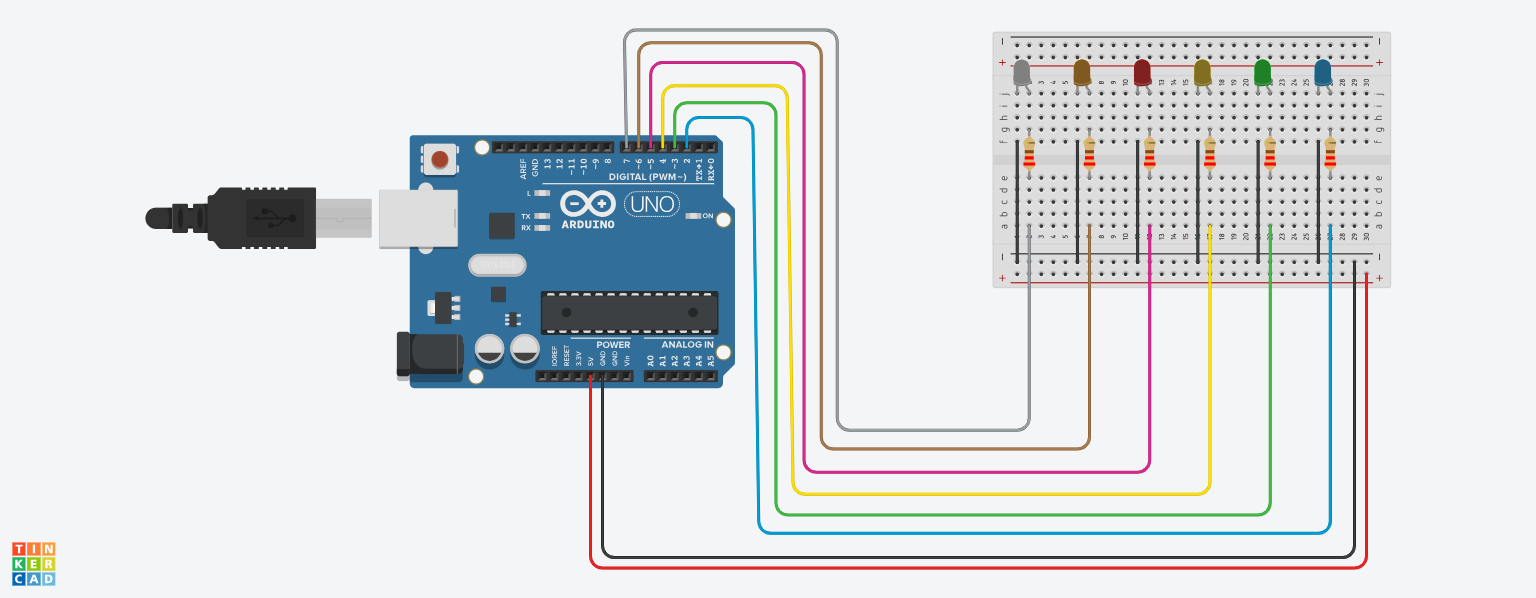 AREF
GND
13
12
~11
~10
~9
8
7
~6
~5
4
~3
2
TX→1
RX←0
DIGITAL (PWM~)
L
TX
RX
UNO
ARDUINO
ON
POWER
ANALOG IN
IOREF
RESET
3.3V
5V
GND
GND
Vin
A0
A1
A2
A3
A4
A5
j
i
h
g
f
e
d
c
b
a
TIN
KER
CAD